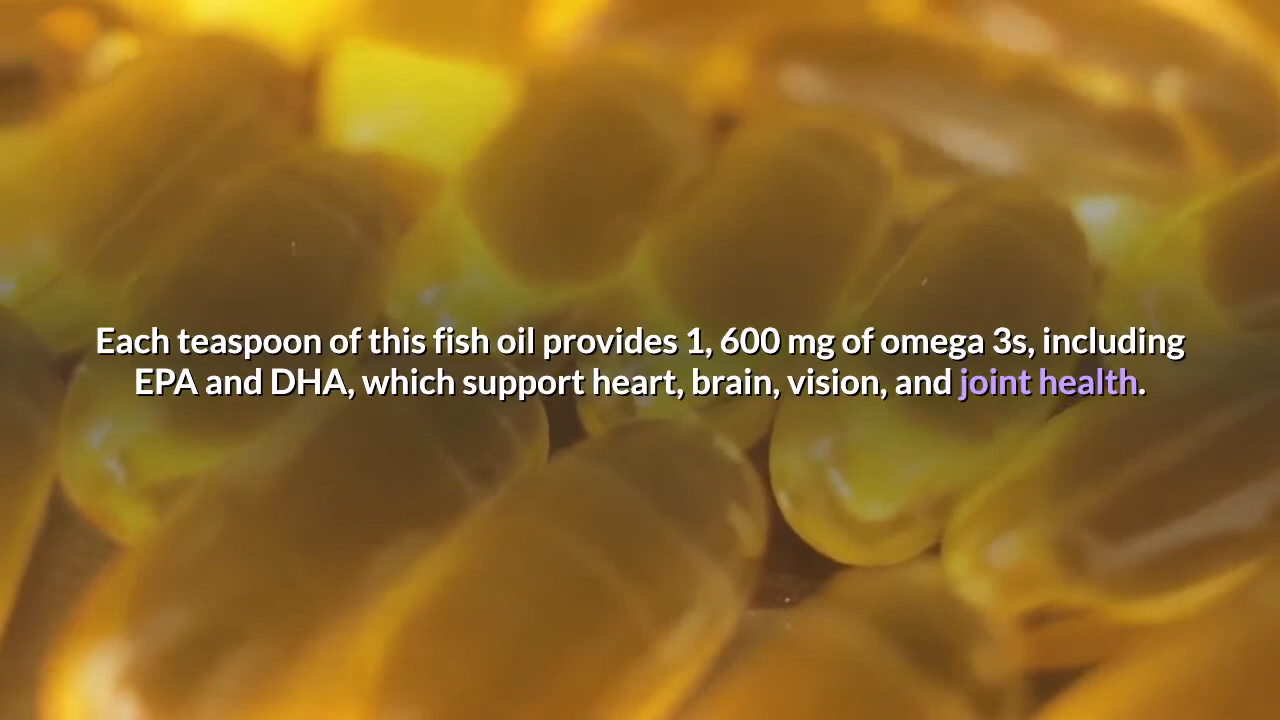 Each teaspoon of this fish oil provides 1, 600 mg of omega 3s, including
EPA and DHA, which support heart, brain, vision, and joint health.